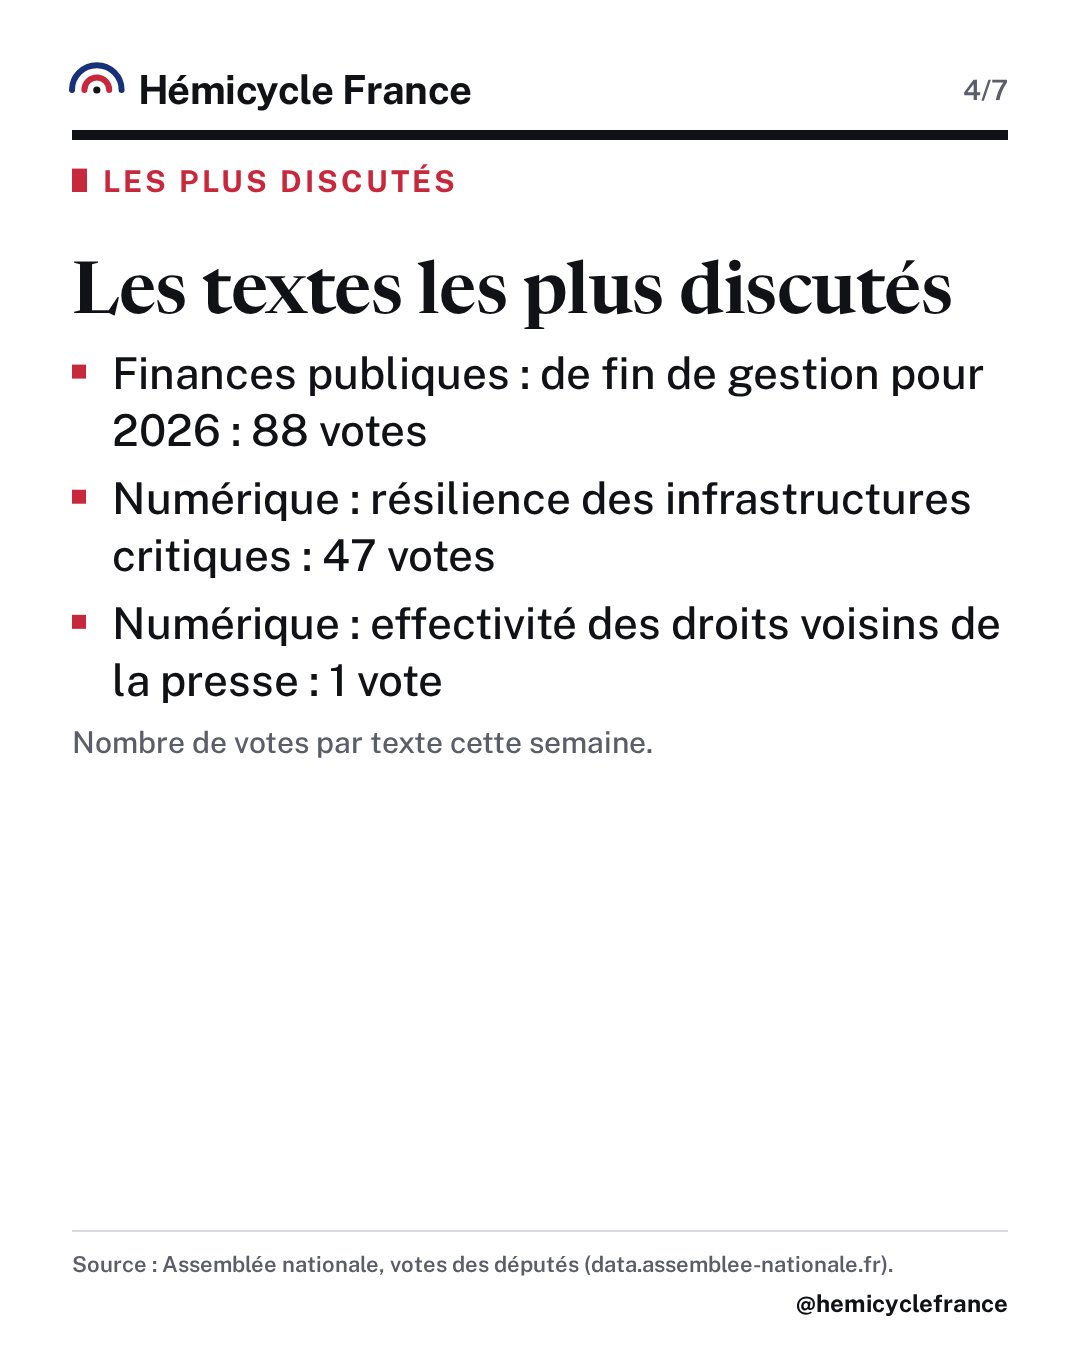 Hémicycle France
4/7
LES PLUS DISCUTÉS
Les textes les plus discutés
Finances publiques : de fin de gestion pour
2026 : 88 votes
Numérique : résilience des infrastructures
critiques : 47 votes
Numérique : effectivité des droits voisins de
la presse : 1 vote
Nombre de votes par texte cette semaine.
Source : Assemblée nationale, votes des députés (data.assemblee-nationale.fr).
@hemicyclefrance